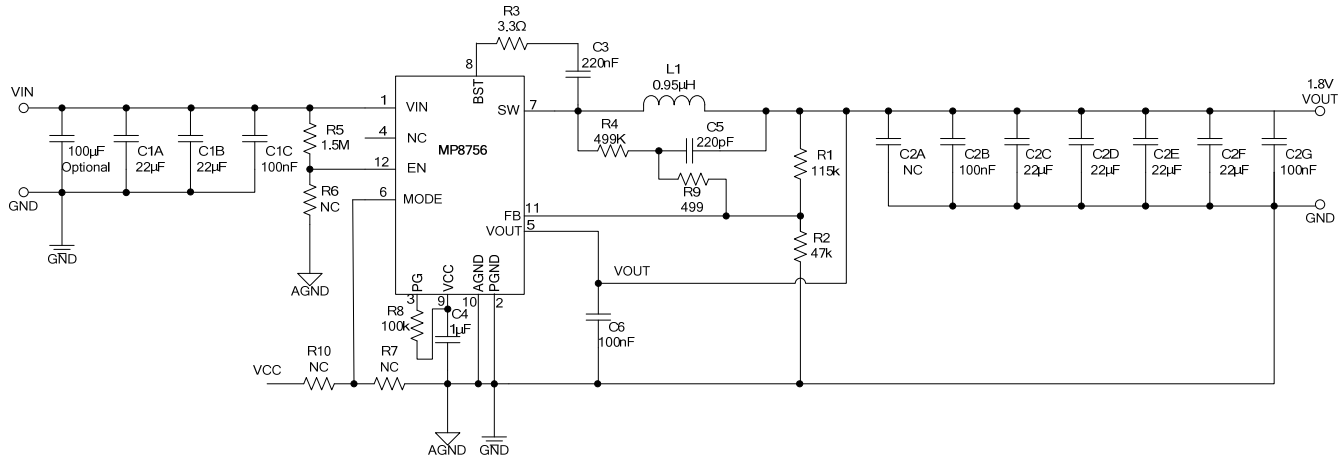 R3
3.3Ω
C3
220nF
8
BST
L1
0.95µH
VIN
1
VIN
SW
7
1.8V
VOUT
100µF
Optional
C1A
22µF
C1B
22µF
C1C
100nF
R5
1.5M
4
NC
MP8756
R4
499K
C5
220pF
R1
115k
C2A
NC
C2B
100nF
C2C
22µF
C2D
22µF
C2E
22µF
C2F
22µF
C2G
100nF
12
EN
R6
NC
6
MODE
R9
499
GND
FB
11
VOUT
5
R2
47k
GND
GND
AGND
PG
VCC
AGND
PGND
3
9
10
2
VOUT
R8
100k
C4
1µF
C6
100nF
VCC
R10
NC
R7
NC
AGND
GND